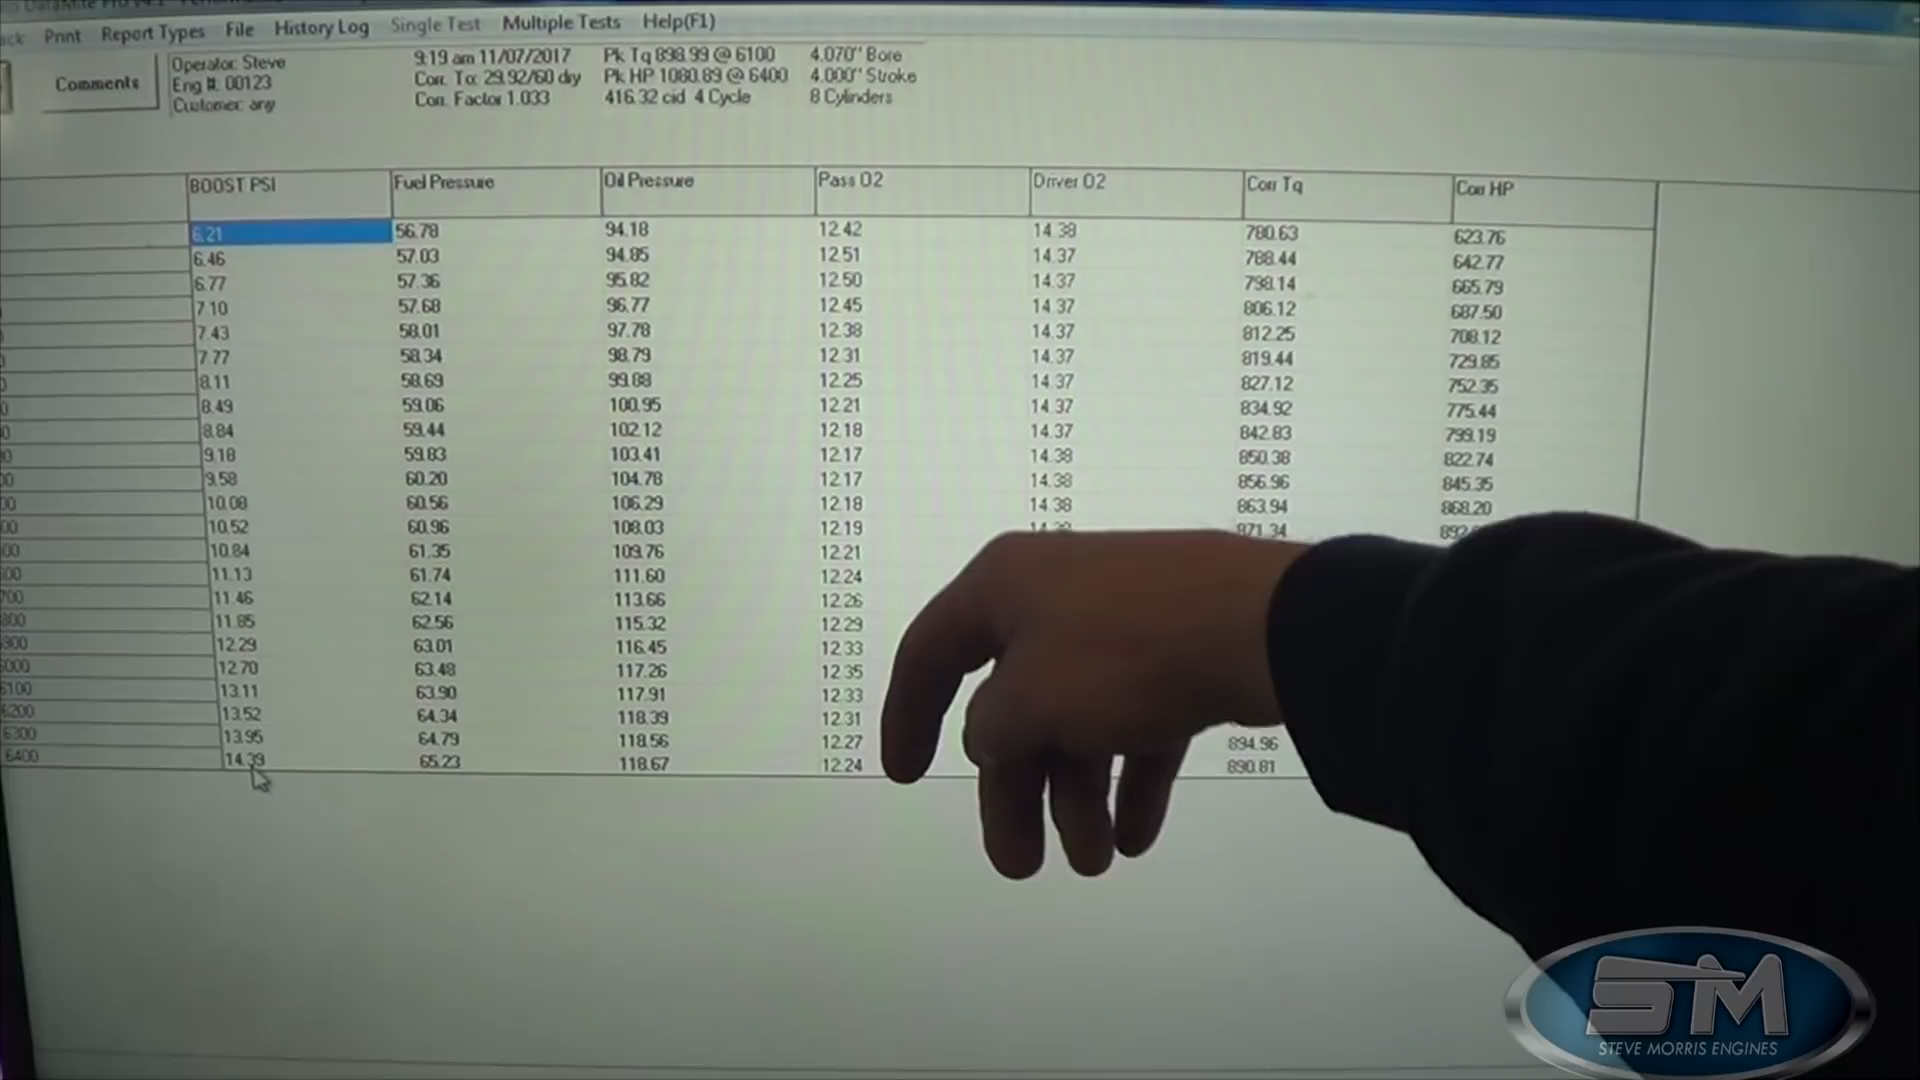 Print Report Types File History Log Single Test Multiple Tests Help(F1)
Comments
Operator: Steve
Eng #: 00123
Customer: any
9:19 am 11/07/2017
Corr. To: 29.92/60 dry
Corr. Factor 1.033
Pk Tq 898.99 @ 6100
Pk HP 1080.89 @ 6400
416.32 cid 4 Cycle
4.070" Bore
4.000" Stroke
8 Cylinders
BOOST PSI Fuel Pressure Oil Pressure Pass O2 Driver O2 Corr Tq Corr HP
6.21 56.78 94.18 12.42 14.38 780.63 623.76
6.46 57.03 94.85 12.51 14.37 788.44 642.77
6.77 57.36 95.82 12.50 14.37 798.14 665.79
7.10 57.68 96.77 12.45 14.37 806.12 687.50
7.43 58.01 97.78 12.38 14.37 812.25 708.12
7.77 58.34 98.79 12.31 14.37 819.44 729.85
8.11 58.69 99.88 12.25 14.37 827.12 752.35
8.49 59.06 100.95 12.21 14.37 834.92 775.44
8.84 59.44 102.12 12.18 14.37 842.83 799.19
9.18 59.83 103.41 12.17 14.38 850.38 822.74
9.58 60.20 104.78 12.17 14.38 856.96 845.35
10.08 60.56 106.29 12.18 14.38 863.94 868.20
10.52 60.96 108.03 12.19 871.34
10.84 61.35 109.76 12.21
11.13 61.74 111.60 12.24
11.46 62.14 113.66 12.26
11.85 62.56 115.32 12.29
12.29 63.01 116.45 12.33
12.70 63.48 117.26 12.35
6100 13.11 63.90 117.91 12.33
6200 13.52 64.34 118.39 12.31
6300 13.95 64.79 118.56 12.27 894.96
6400 14.39 65.23 118.67 12.24 890.81
SM
STEVE MORRIS ENGINES